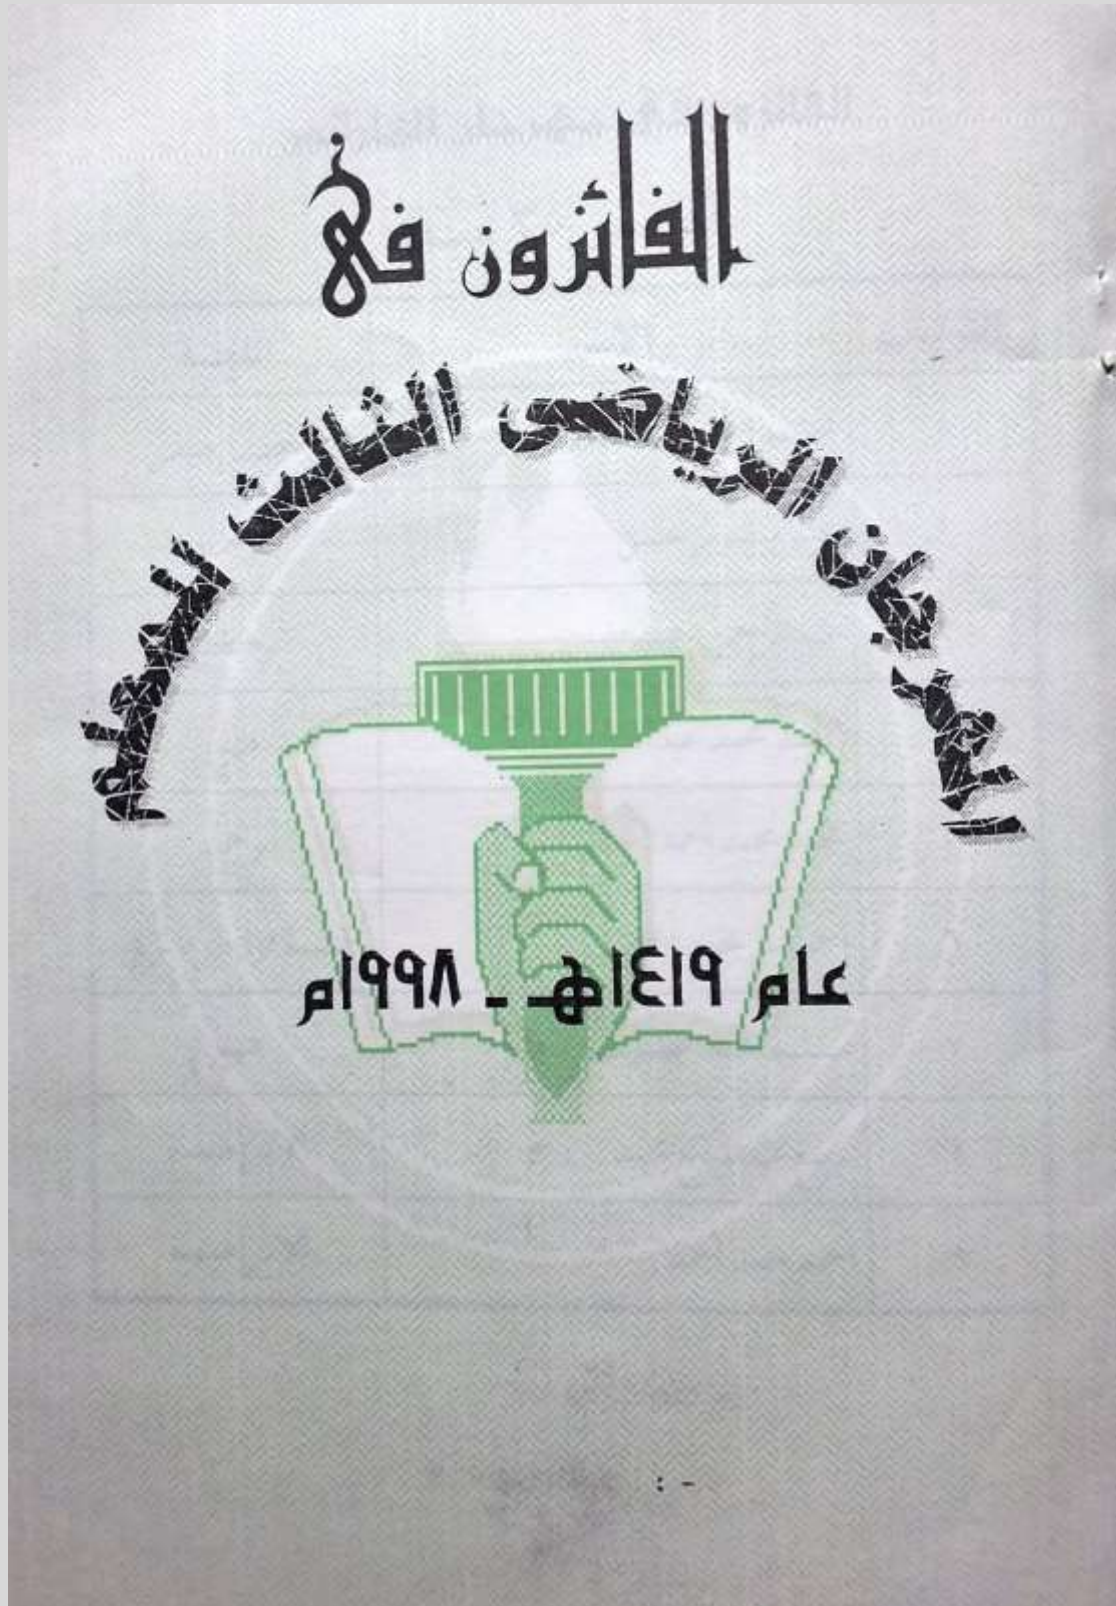 الفائزون في
المهرجان الرياضي الثالث للمعلم
عام ١٤١٩هـ - ١٩٩٨م